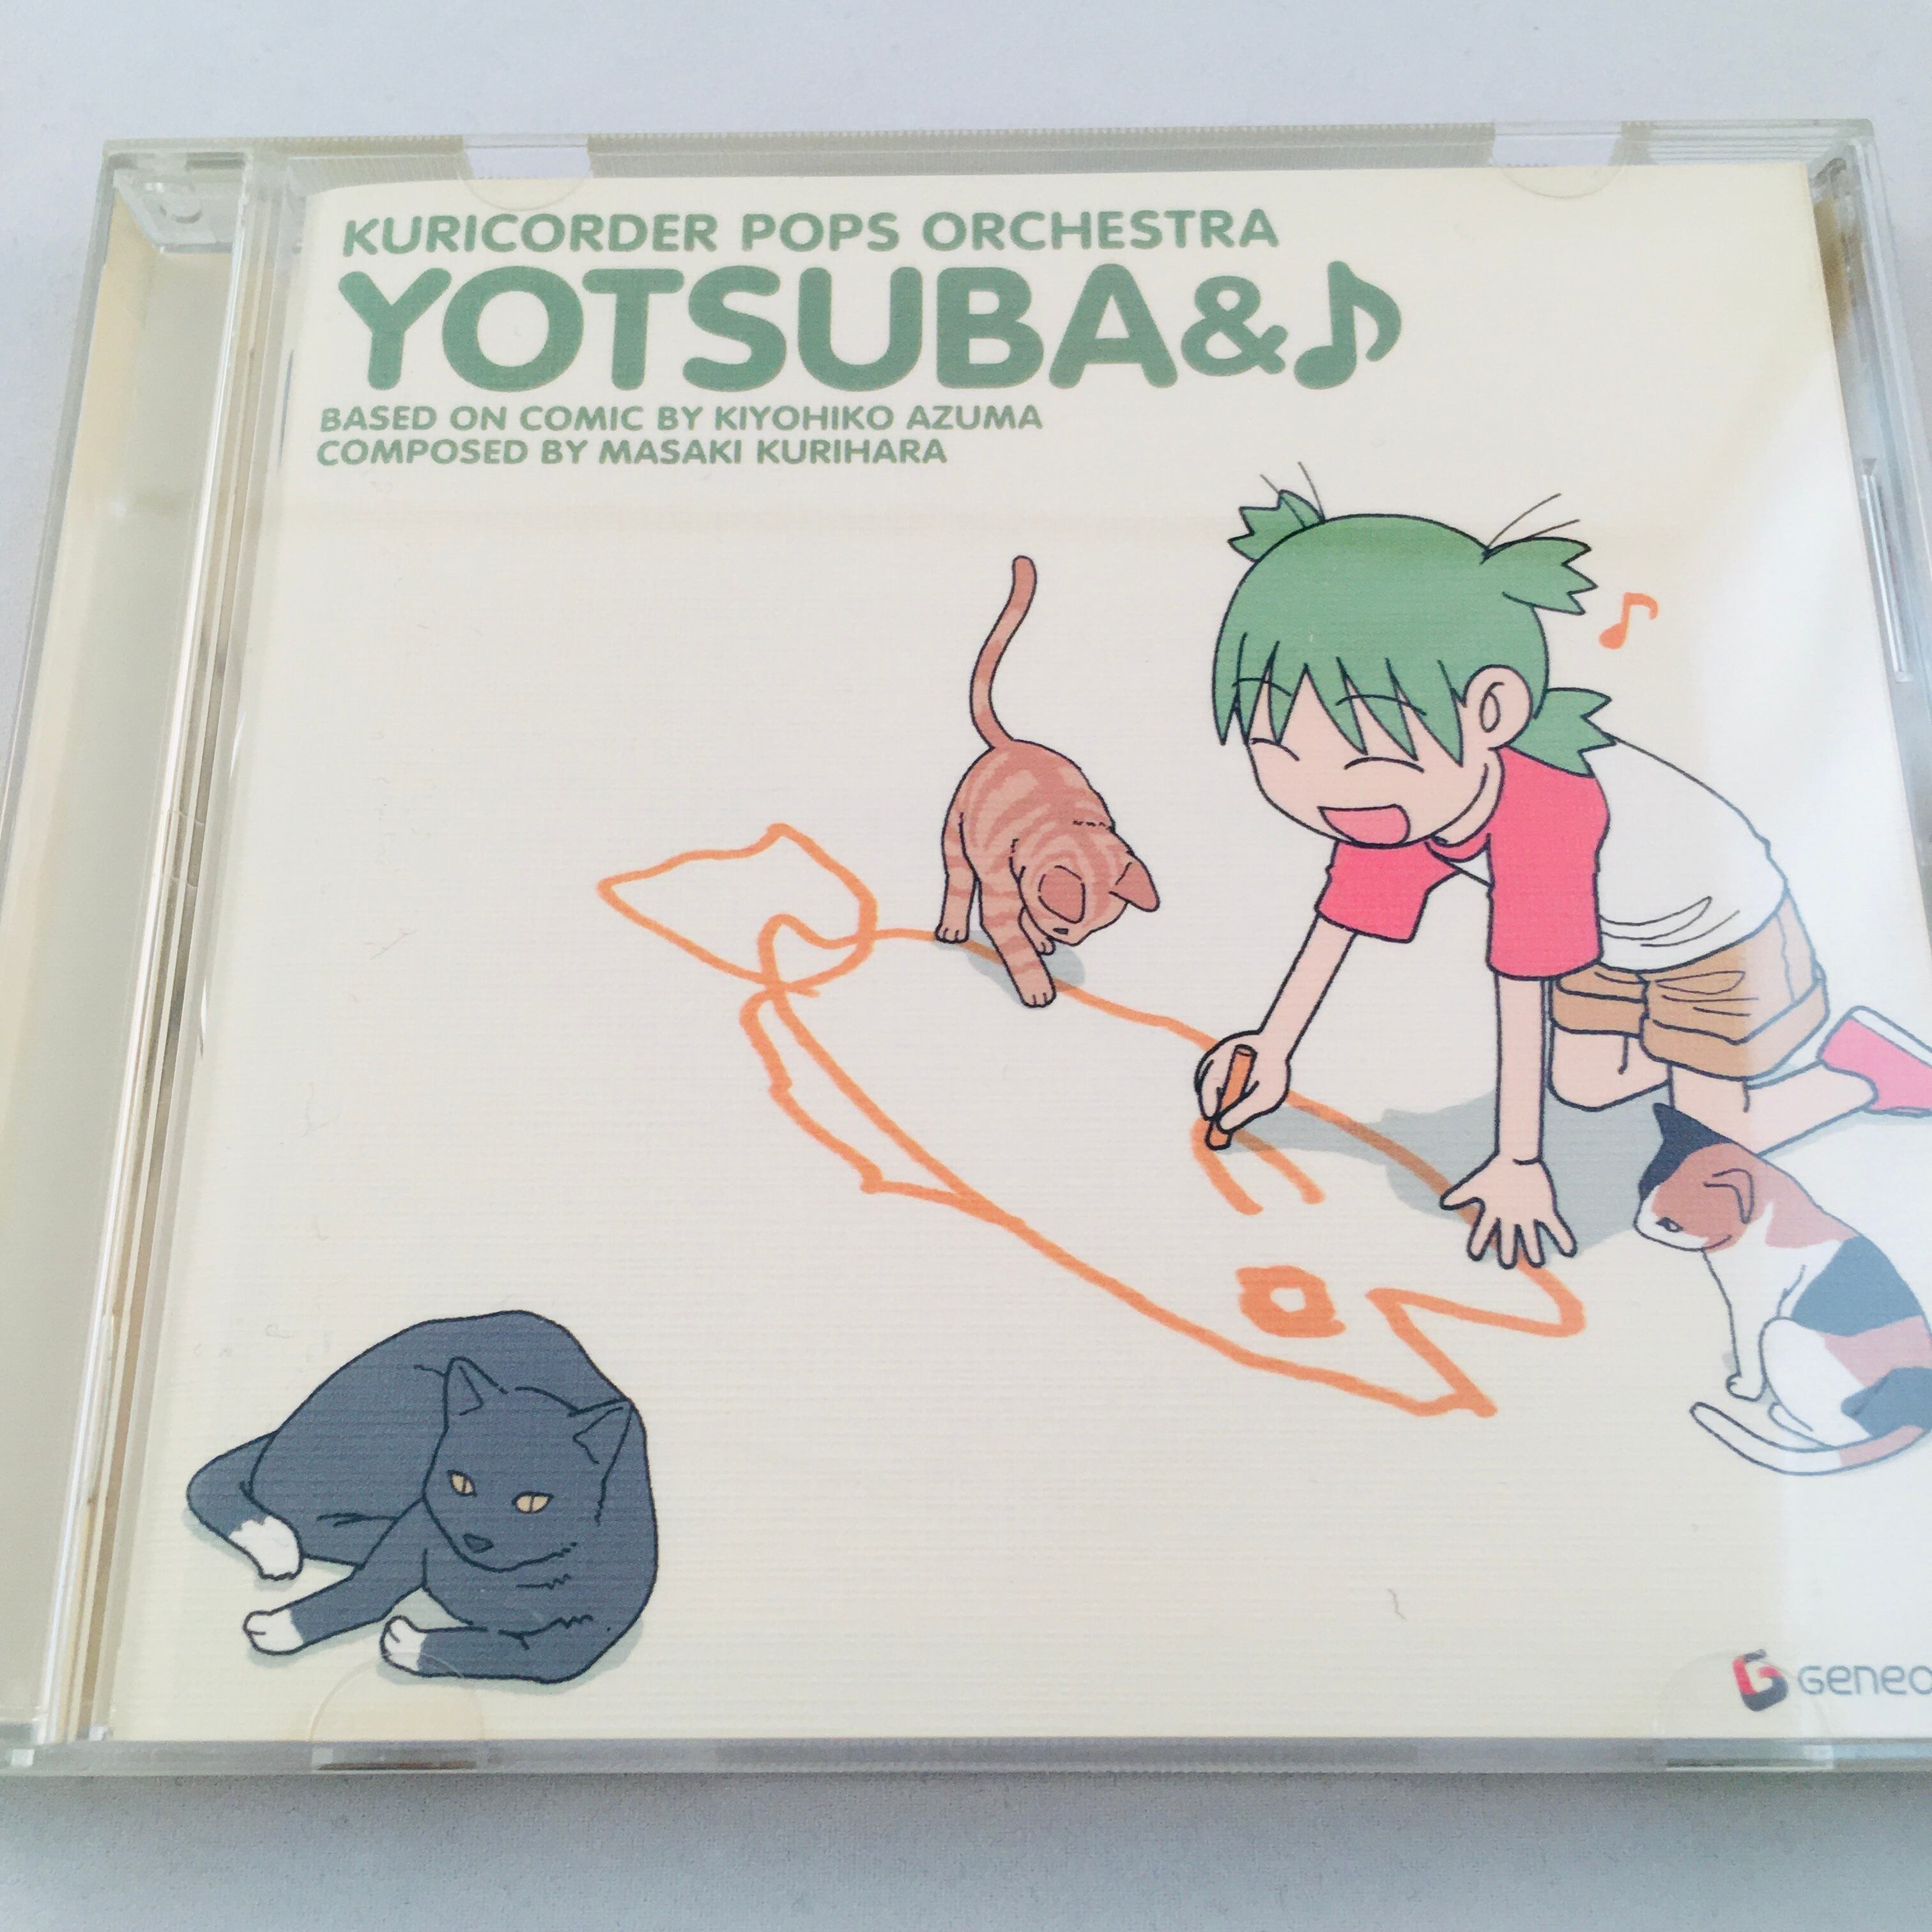 KURICORDER POPS ORCHESTRA
YOTSUBA&♪
BASED ON COMIC BY KIYOHIKO AZUMA
COMPOSED BY MASAKI KURIHARA
GENEO